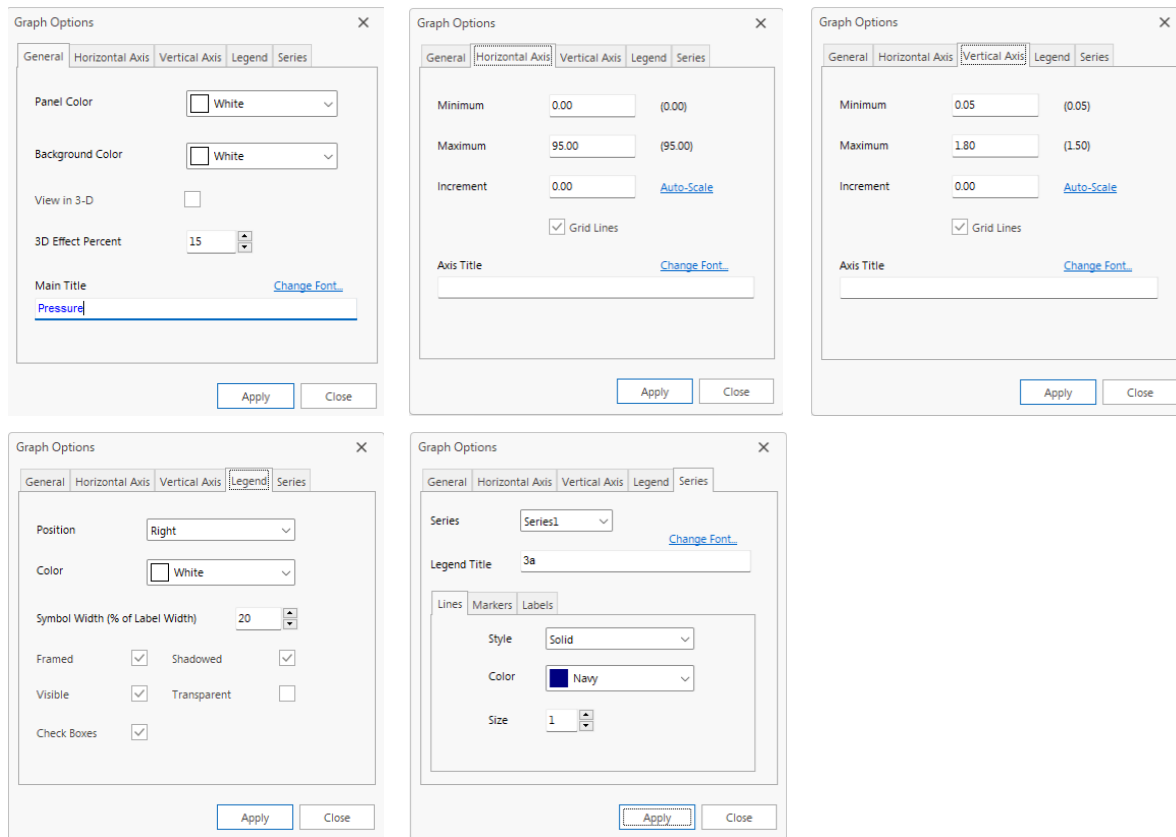 Graph Options
General Horizontal Axis Vertical Axis Legend Series
Panel Color White
Background Color White
View in 3-D
3D Effect Percent 15
Main Title Change Font...
Pressure
Apply Close
Graph Options
General Horizontal Axis Vertical Axis Legend Series
Minimum 0.00 (0.00)
Maximum 95.00 (95.00)
Increment 0.00 Auto-Scale
Grid Lines
Axis Title Change Font...
Apply Close
Graph Options
General Horizontal Axis Vertical Axis Legend Series
Minimum 0.05 (0.05)
Maximum 1.80 (1.50)
Increment 0.00 Auto-Scale
Grid Lines
Axis Title Change Font...
Apply Close
Graph Options
General Horizontal Axis Vertical Axis Legend Series
Position Right
Color White
Symbol Width (% of Label Width) 20
Framed Shadowed
Visible Transparent
Check Boxes
Apply Close
Graph Options
General Horizontal Axis Vertical Axis Legend Series
Series Series1
Change Font...
Legend Title 3a
Lines Markers Labels
Style Solid
Color Navy
Size 1
Apply Close